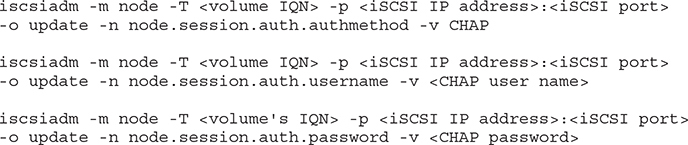 iscsiadm -m node -T <volume IQN> -p <iSCSI IP address>:<iSCSI port>
-o update -n node.session.auth.authmethod -v CHAP
iscsiadm -m node -T <volume IQN> -p <iSCSI IP address>:<iSCSI port>
-o update -n node.session.auth.username -v <CHAP user name>
iscsiadm -m node -T <volume's IQN> -p <iSCSI IP address>:<iSCSI port>
-o update -n node.session.auth.password -v <CHAP password>